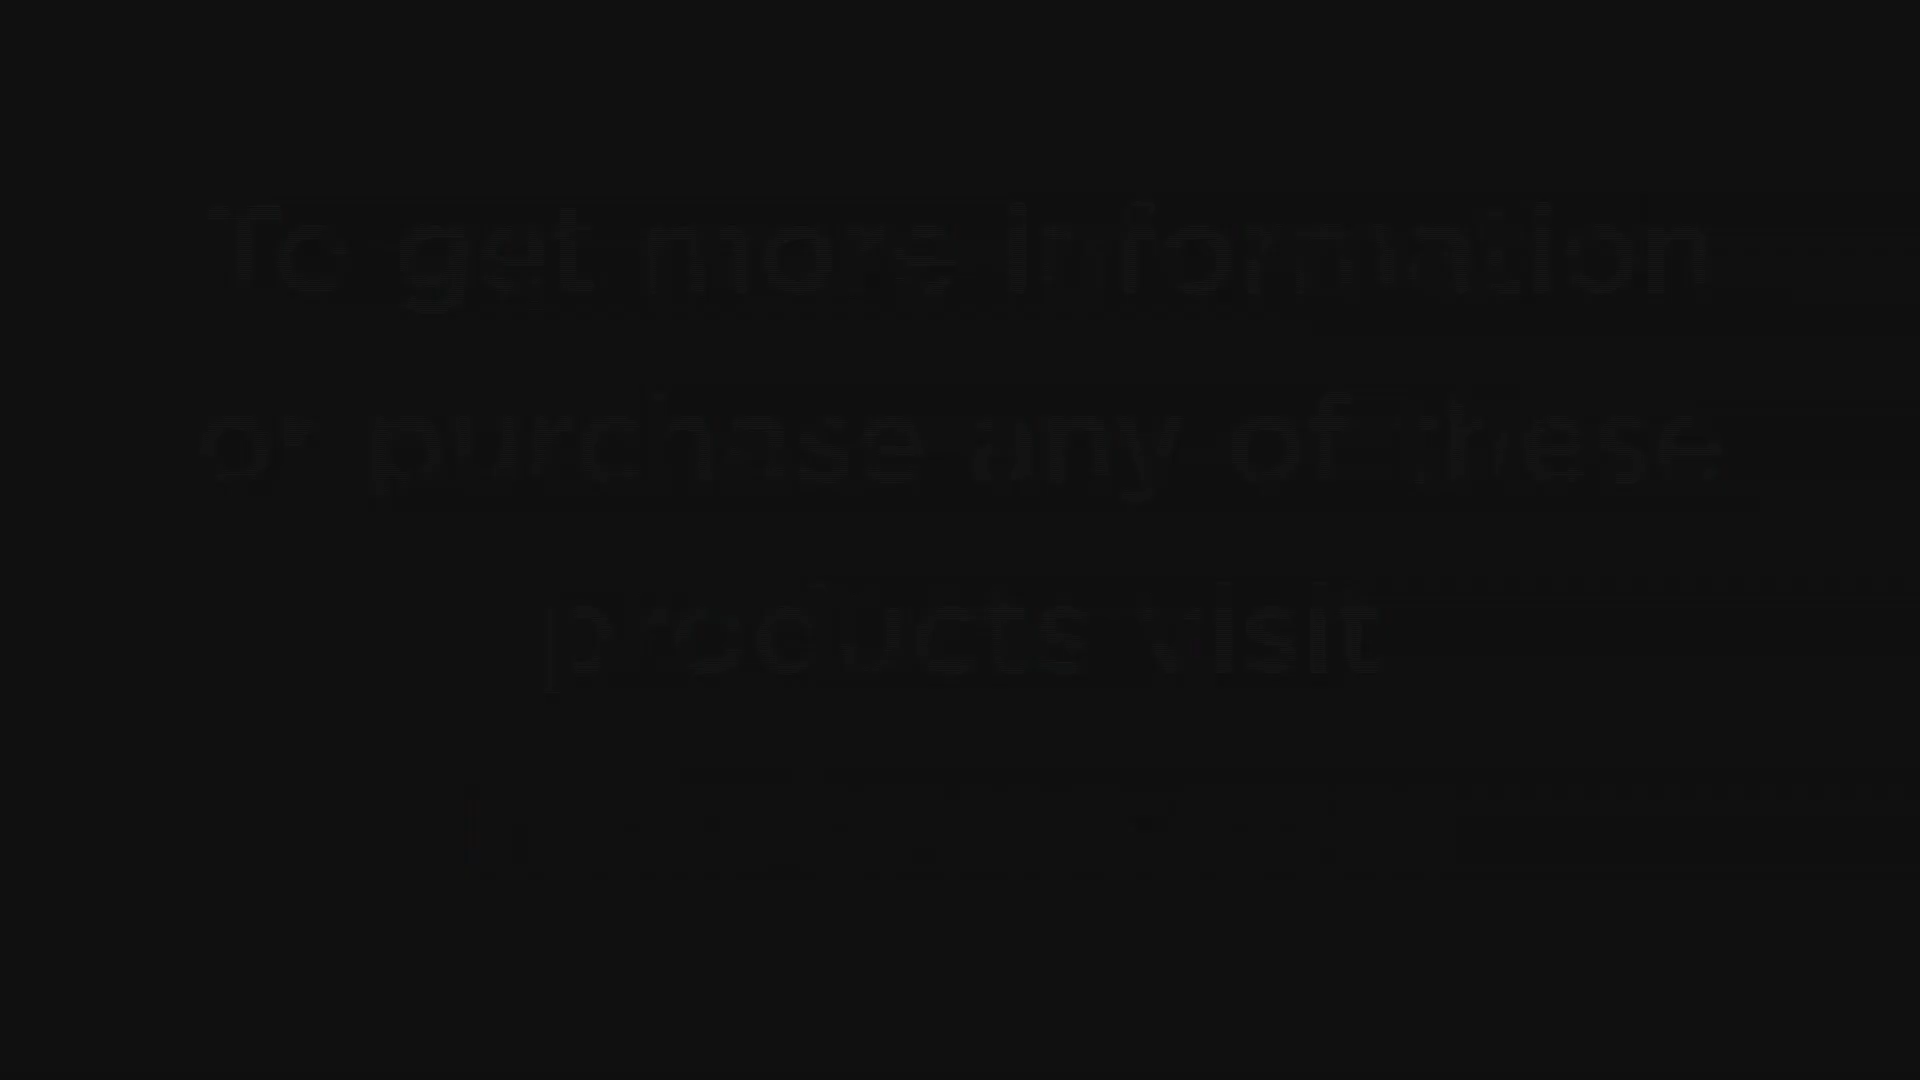 To get more information
or purchase any of these
products visit